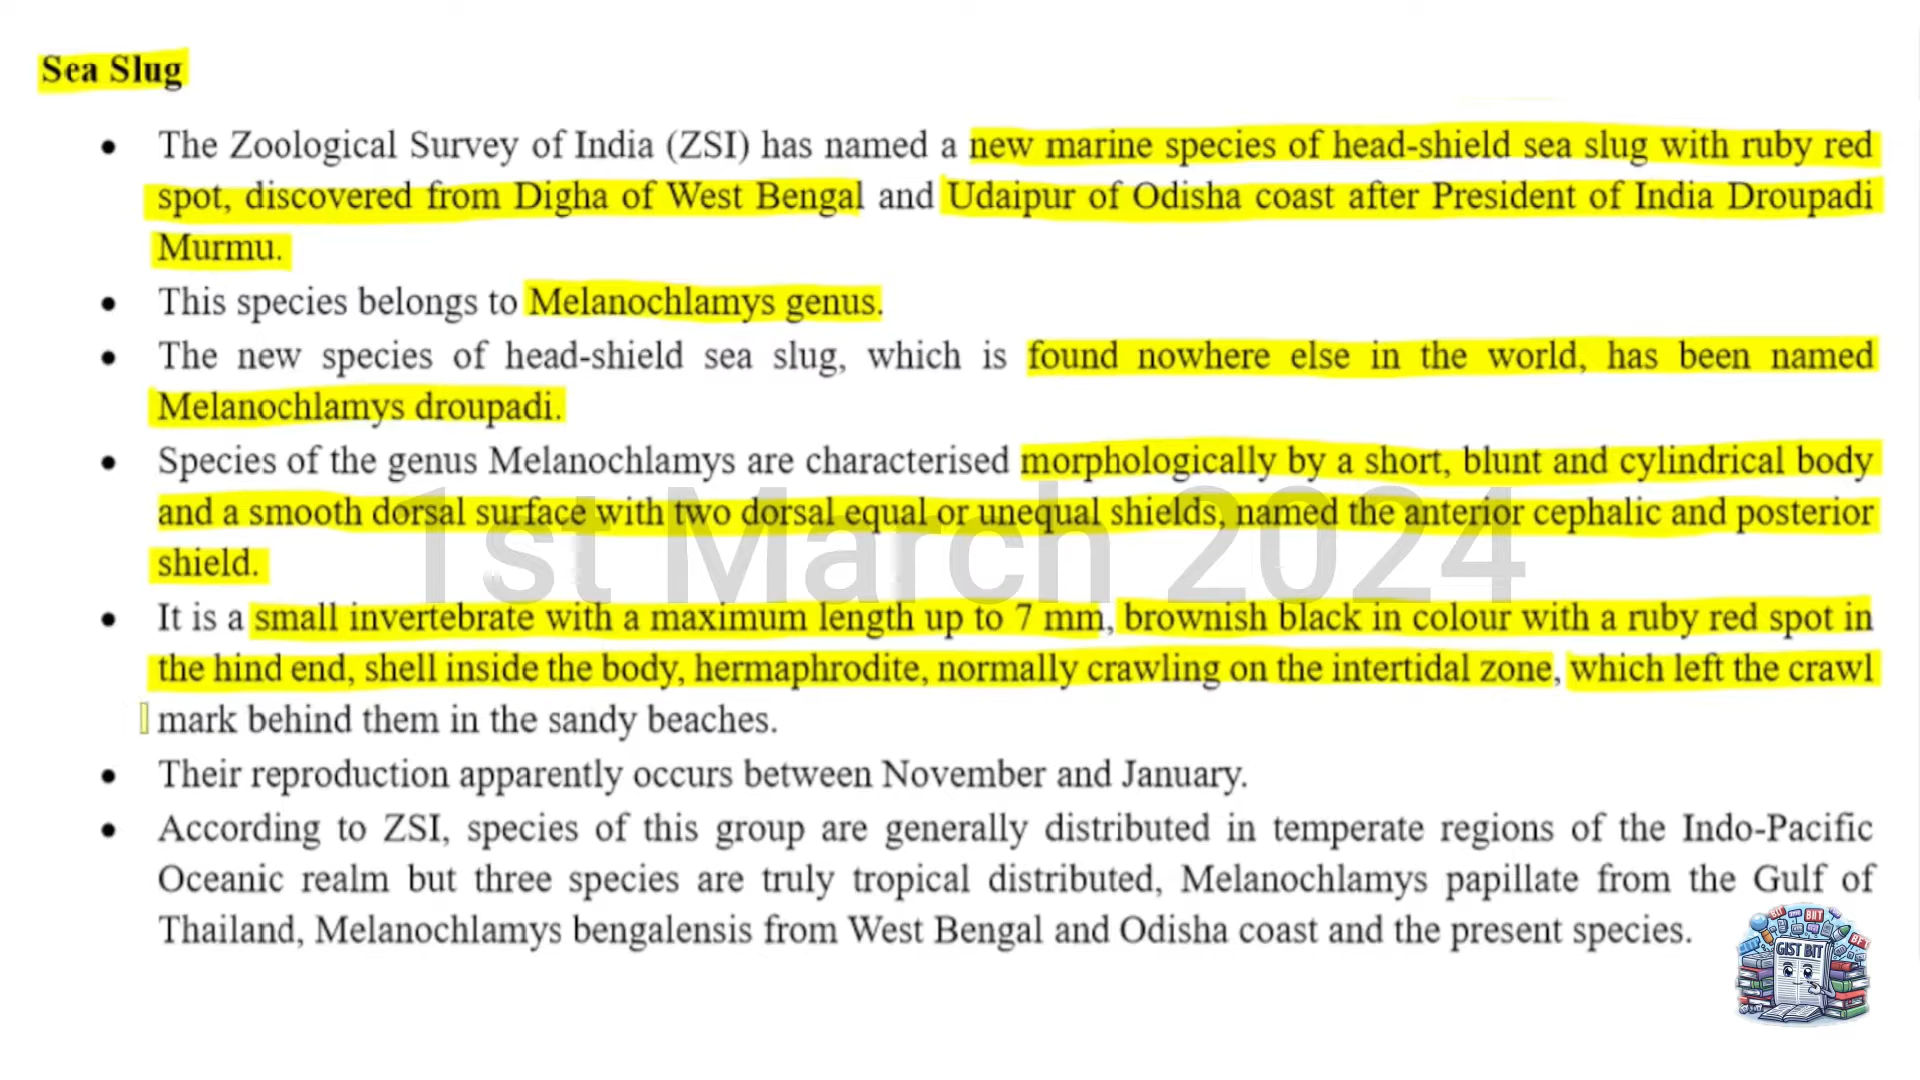 Sea Slug
• The Zoological Survey of India (ZSI) has named a new marine species of head-shield sea slug with ruby red
spot, discovered from Digha of West Bengal and Udaipur of Odisha coast after President of India Droupadi
Murmu.
• This species belongs to Melanochlamys genus.
• The new species of head-shield sea slug, which is found nowhere else in the world, has been named
Melanochlamys droupadi.
• Species of the genus Melanochlamys are characterised morphologically by a short, blunt and cylindrical body
and a smooth dorsal surface with two dorsal equal or unequal shields, named the anterior cephalic and posterior
shield.
1st March 2024
• It is a small invertebrate with a maximum length up to 7 mm, brownish black in colour with a ruby red spot in
the hind end, shell inside the body, hermaphrodite, normally crawling on the intertidal zone, which left the crawl
mark behind them in the sandy beaches.
• Their reproduction apparently occurs between November and January.
• According to ZSI, species of this group are generally distributed in temperate regions of the Indo-Pacific
Oceanic realm but three species are truly tropical distributed, Melanochlamys papillate from the Gulf of
Thailand, Melanochlamys bengalensis from West Bengal and Odisha coast and the present species.
GIST BIT